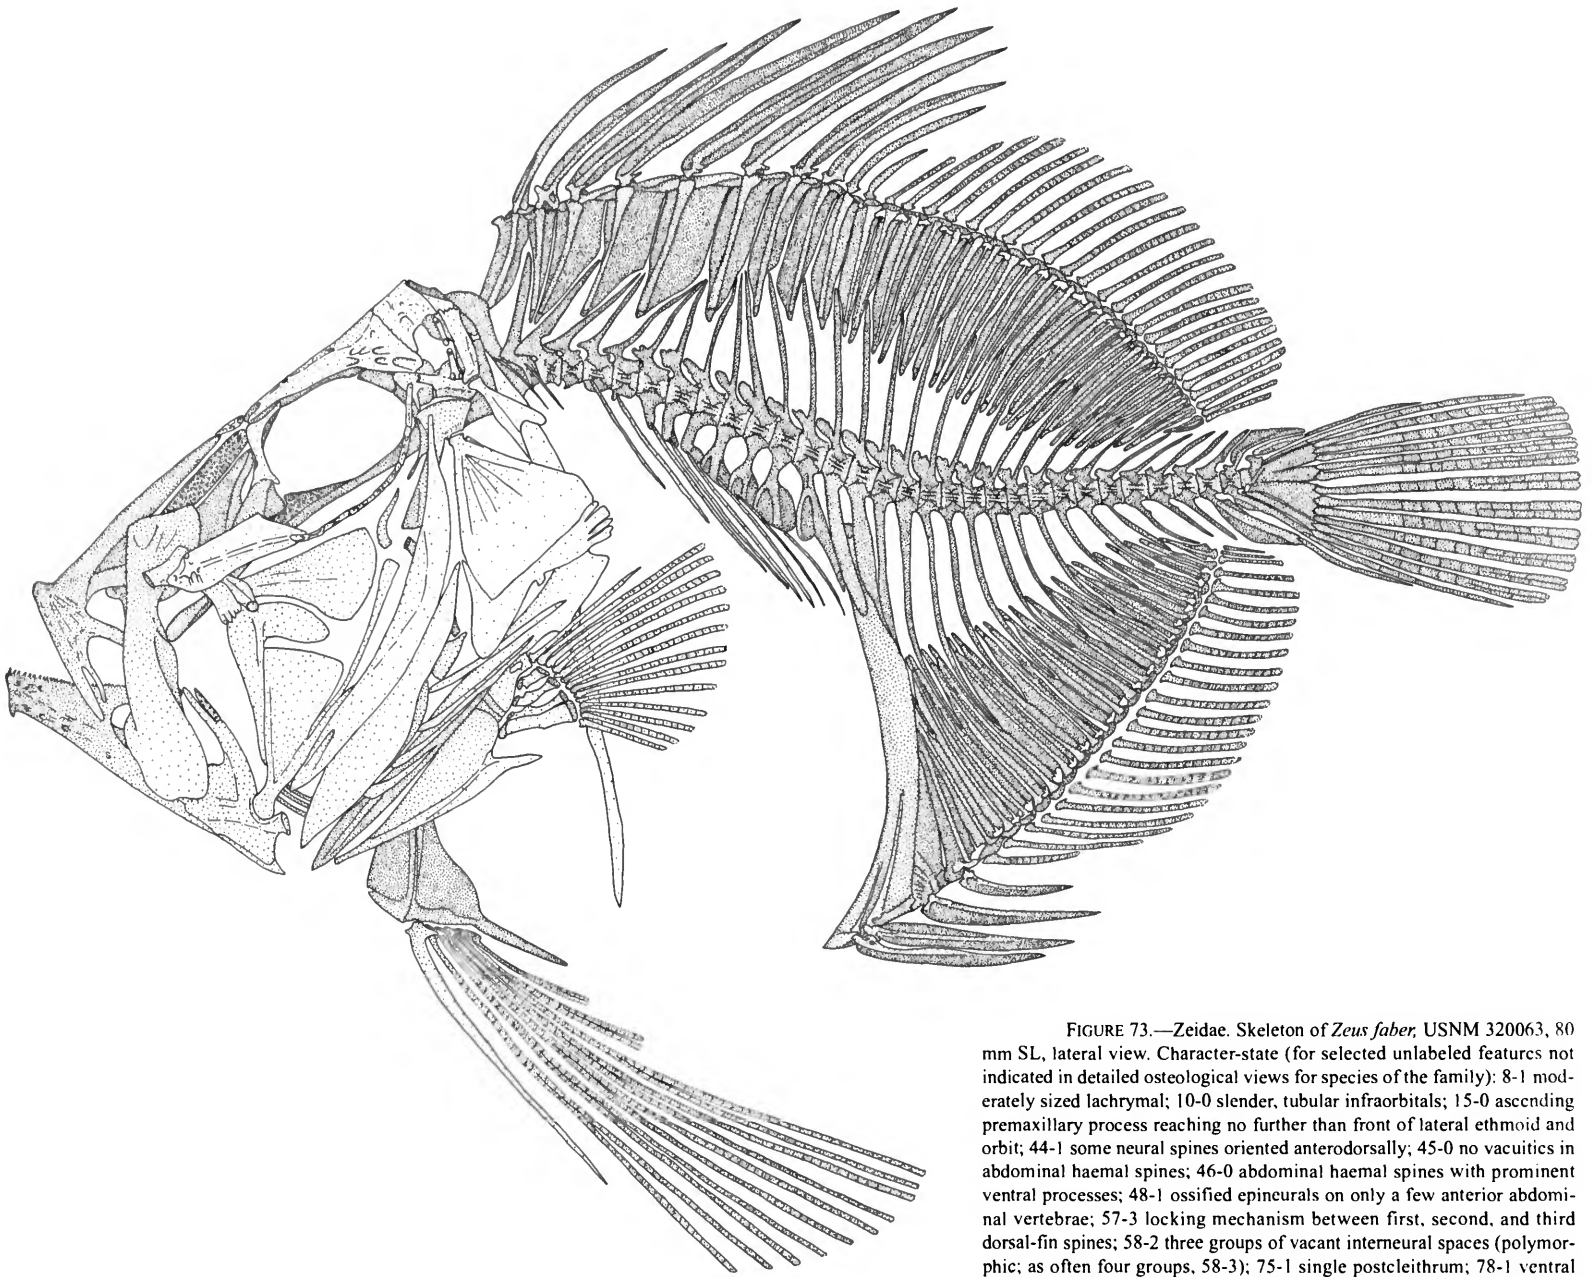 FIGURE 73.—Zeidae. Skeleton of Zeus faber, USNM 320063, 80
mm SL, lateral view. Character-state (for selected unlabeled features not
indicated in detailed osteological views for species of the family): 8-1 mod-
erately sized lachrymal; 10-0 slender, tubular infraorbitals; 15-0 ascending
premaxillary process reaching no further than front of lateral ethmoid and
orbit; 44-1 some neural spines oriented anterodorsally; 45-0 no vacuities in
abdominal haemal spines; 46-0 abdominal haemal spines with prominent
ventral processes; 48-1 ossified epineurals on only a few anterior abdomi-
nal vertebrae; 57-3 locking mechanism between first, second, and third
dorsal-fin spines; 58-2 three groups of vacant interneural spaces (polymor-
phic; as often four groups, 58-3); 75-1 single postcleithrum; 78-1 ventral